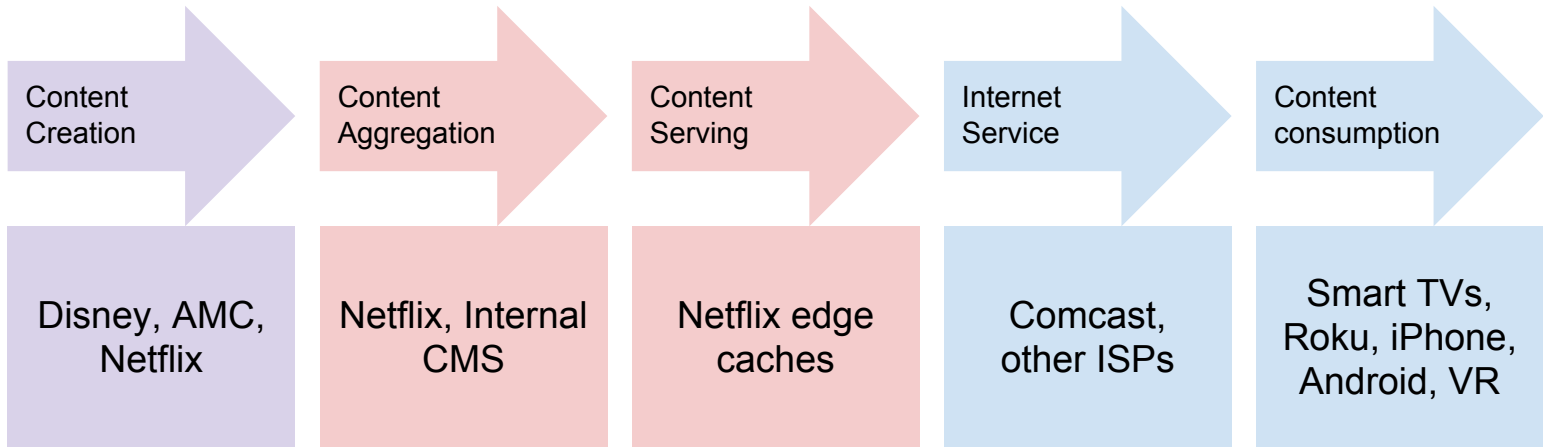 Content
Creation
Content
Aggregation
Content
Serving
Internet
Service
Content
consumption
Disney, AMC,
Netflix
Netflix, Internal
CMS
Netflix edge
caches
Comcast,
other ISPs
Smart TVs,
Roku, iPhone,
Android, VR